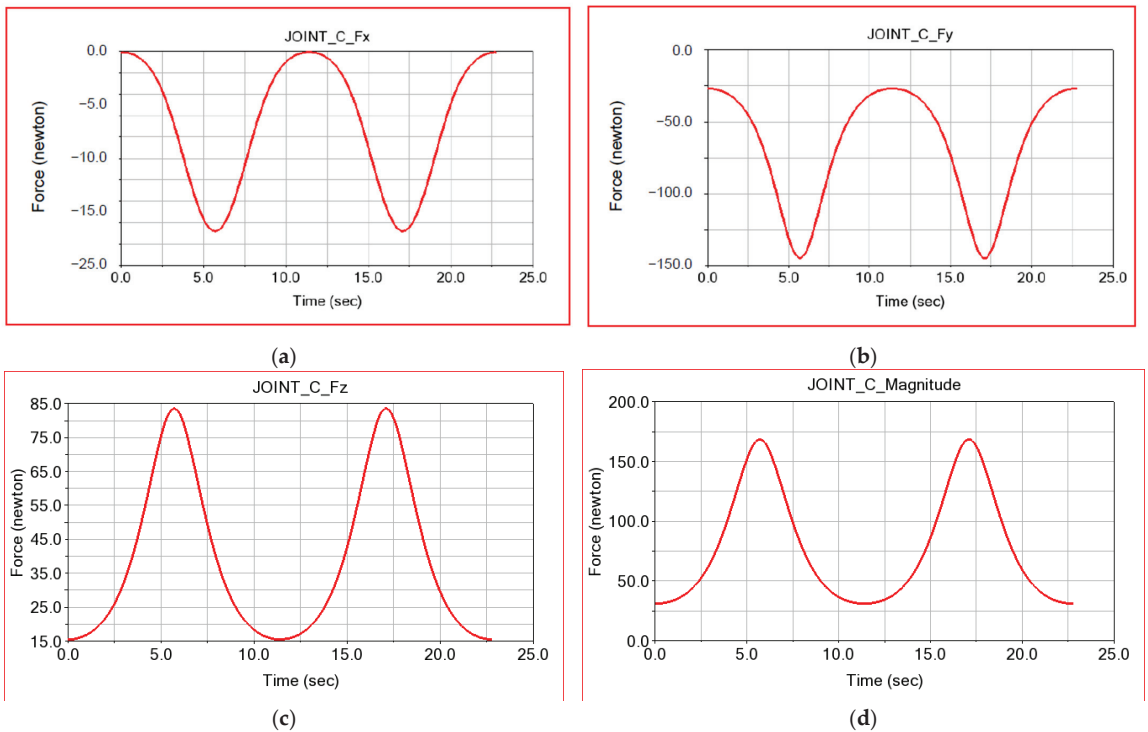 JOINT_C_Fx
0.0
−5.0
−10.0
−15.0
−25.0
Force (newton)
0.0 5.0 10.0 15.0 20.0 25.0
Time (sec)
(a)
JOINT_C_Fy
0.0
−50.0
−100.0
−150.0
Force (newton)
0.0 5.0 10.0 15.0 20.0 25.0
Time (sec)
(b)
JOINT_C_Fz
85.0
75.0
65.0
55.0
45.0
35.0
25.0
15.0
Force (newton)
0.0 5.0 10.0 15.0 20.0 25.0
Time (sec)
(c)
JOINT_C_Magnitude
200.0
150.0
100.0
50.0
0.0
Force (newton)
0.0 5.0 10.0 15.0 20.0 25.0
Time (sec)
(d)